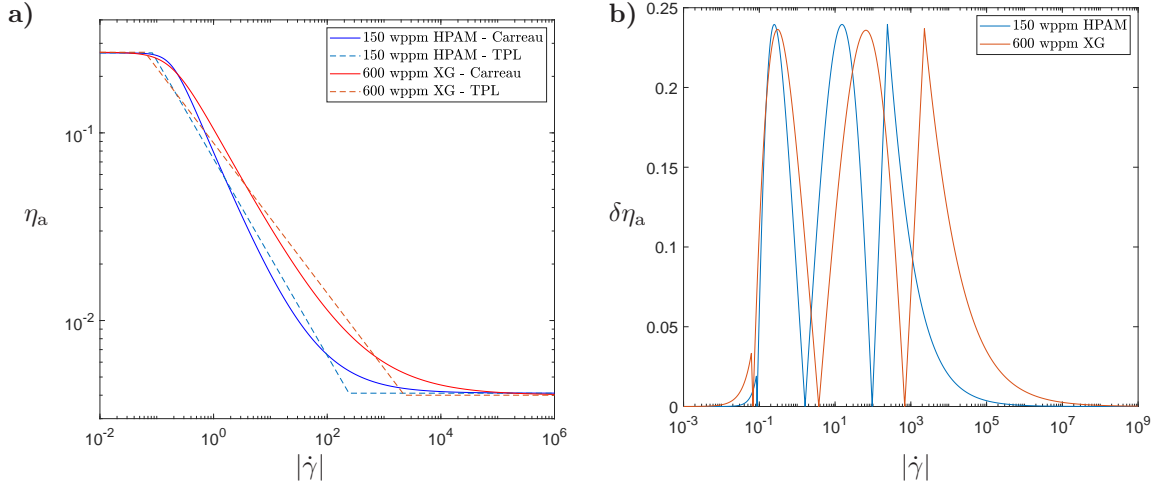 a)
150 wppm HPAM - Carreau
150 wppm HPAM - TPL
600 wppm XG - Carreau
600 wppm XG - TPL
10^-1
10^-2
η_a
10^-2 10^0 10^2 10^4 10^6
|γ̇|
b)
150 wppm HPAM
600 wppm XG
0.25
0.2
0.15
0.1
0.05
0
δη_a
10^-3 10^-1 10^1 10^3 10^5 10^7 10^9
|γ̇|